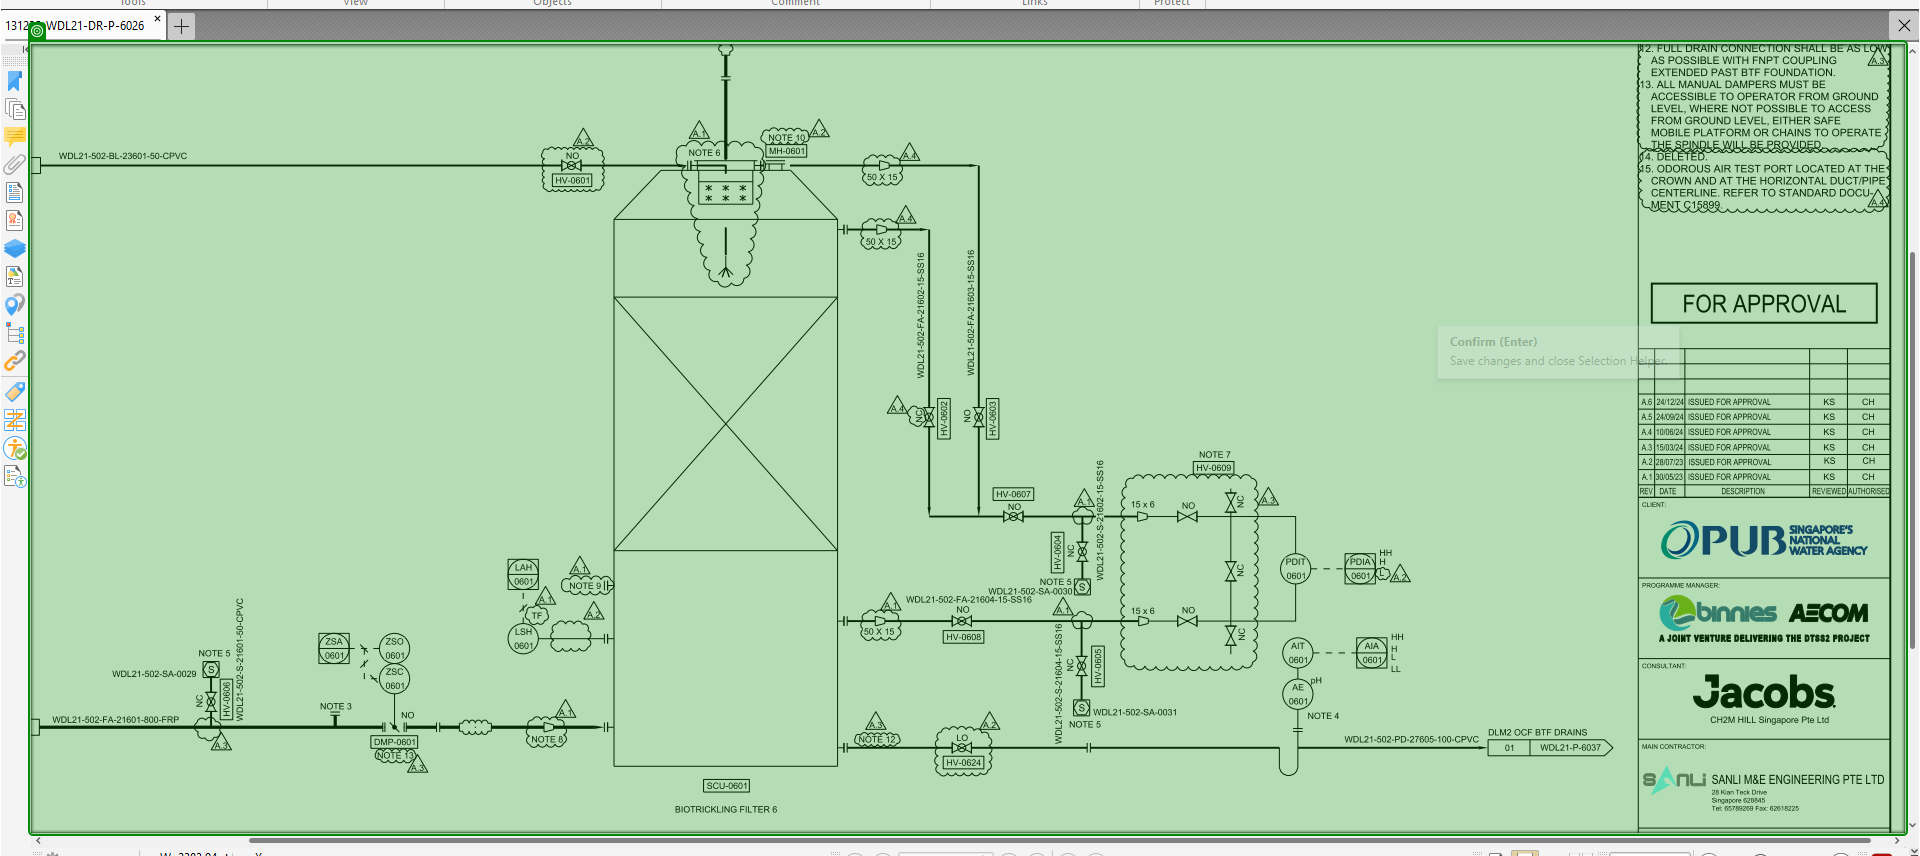 Tools
View
Objects
Comment
Links
Protect
WDL21-DR-P-6026
12. FULL DRAIN CONNECTION SHALL BE AS LOW
AS POSSIBLE WITH FNPT COUPLING
EXTENDED PAST BTF FOUNDATION.
A.3
13. ALL MANUAL DAMPERS MUST BE
ACCESSIBLE TO OPERATOR FROM GROUND
LEVEL, WHERE NOT POSSIBLE TO ACCESS
FROM GROUND LEVEL, EITHER SAFE
MOBILE PLATFORM OR CHAINS TO OPERATE
THE SPINDLE WILL BE PROVIDED
14. DELETED.
15. ODOROUS AIR TEST PORT LOCATED AT THE
CROWN AND AT THE HORIZONTAL DUCT/PIPE
CENTERLINE. REFER TO STANDARD DOCU-
MENT C15899.
A.4
WDL21-502-BL-23601-50-CPVC
A.2
NO
HV-0601
A.1
NOTE 6
NOTE 10
A.2
MH-0601
A.4
50 X 15
A.4
50 X 15
WDL21-502-FA-21602-15-SS16
WDL21-502-FA-21603-15-SS16
FOR APPROVAL
Confirm (Enter)
Save changes and close Selection Helper.
A.4
NC
HV-0602
NO
HV-0603
A.6 24/12/24 ISSUED FOR APPROVAL KS CH
A.5 24/09/24 ISSUED FOR APPROVAL KS CH
A.4 10/06/24 ISSUED FOR APPROVAL KS CH
A.3 15/03/24 ISSUED FOR APPROVAL KS CH
A.2 28/07/23 ISSUED FOR APPROVAL KS CH
A.1 30/05/23 ISSUED FOR APPROVAL KS CH
REV DATE DESCRIPTION REVIEWED AUTHORISED
NOTE 7
HV-0609
HV-0607
NO
A.1
WDL21-502-S-21602-15-SS16
15 x 6
NO
NC
A.3
HV-0604
NC
NOTE 5
S
WDL21-502-SA-0030
NC
PDIT
0601
PDIA
0601
HH
H
L
A.2
LAH
0601
A.1
NOTE 9
A.1
TF
A.2
LSH
0601
WDL21-502-FA-21604-15-SS16
A.1
50 X 15
NO
HV-0608
A.1
15 x 6
NO
NC
WDL21-502-S-21604-15-SS16
NC
HV-0605
S
WDL21-502-SA-0031
NOTE 5
AIT
0601
AIA
0601
HH
H
L
LL
AE
0601
pH
NOTE 4
ZSA
0601
ZSO
0601
ZSC
0601
NOTE 5
WDL21-502-SA-0029
S
NC
HV-0606
WDL21-502-S-21601-50-CPVC
WDL21-502-FA-21601-800-FRP
A.3
NOTE 3
NO
DMP-0601
NOTE 13
A.3
A.1
NOTE 8
A.3
NOTE 12
A.2
LO
HV-0624
WDL21-502-PD-27605-100-CPVC
DLM2 OCF BTF DRAINS
01 WDL21-P-6037
SCU-0601
BIOTRICKLING FILTER 6
CLIENT:
PUB SINGAPORE'S
NATIONAL
WATER AGENCY
PROGRAMME MANAGER:
binnies AECOM
A JOINT VENTURE DELIVERING THE DTSS2 PROJECT
CONSULTANT:
Jacobs
CH2M HILL Singapore Pte Ltd
MAIN CONTRACTOR:
SANLI SANLI M&E ENGINEERING PTE LTD
28 Kian Teck Drive
Singapore 628845
Tel: 65789269 Fax: 62618225